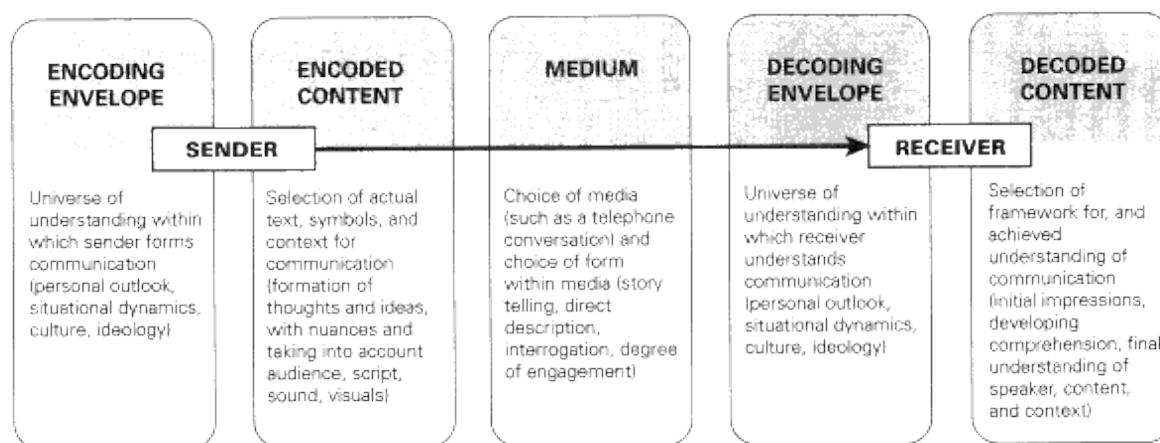 ENCODING
ENVELOPE
SENDER
Universe of
understanding within
which sender forms
communication
(personal outlook,
situational dynamics,
culture, ideology)
ENCODED
CONTENT
Selection of actual
text, symbols, and
context for
communication
(formation of
thoughts and ideas,
with nuances and
taking into account
audience, script,
sound, visuals)
MEDIUM
Choice of media
(such as a telephone
conversation) and
choice of form
within media (story
telling, direct
description,
interrogation, degree
of engagement)
DECODING
ENVELOPE
RECEIVER
Universe of
understanding within
which receiver
understands
communication
(personal outlook,
situational dynamics,
culture, ideology)
DECODED
CONTENT
Selection of
framework for, and
achieved
understanding of
communication
(initial impressions,
developing
comprehension, final
understanding of
speaker, content,
and context)